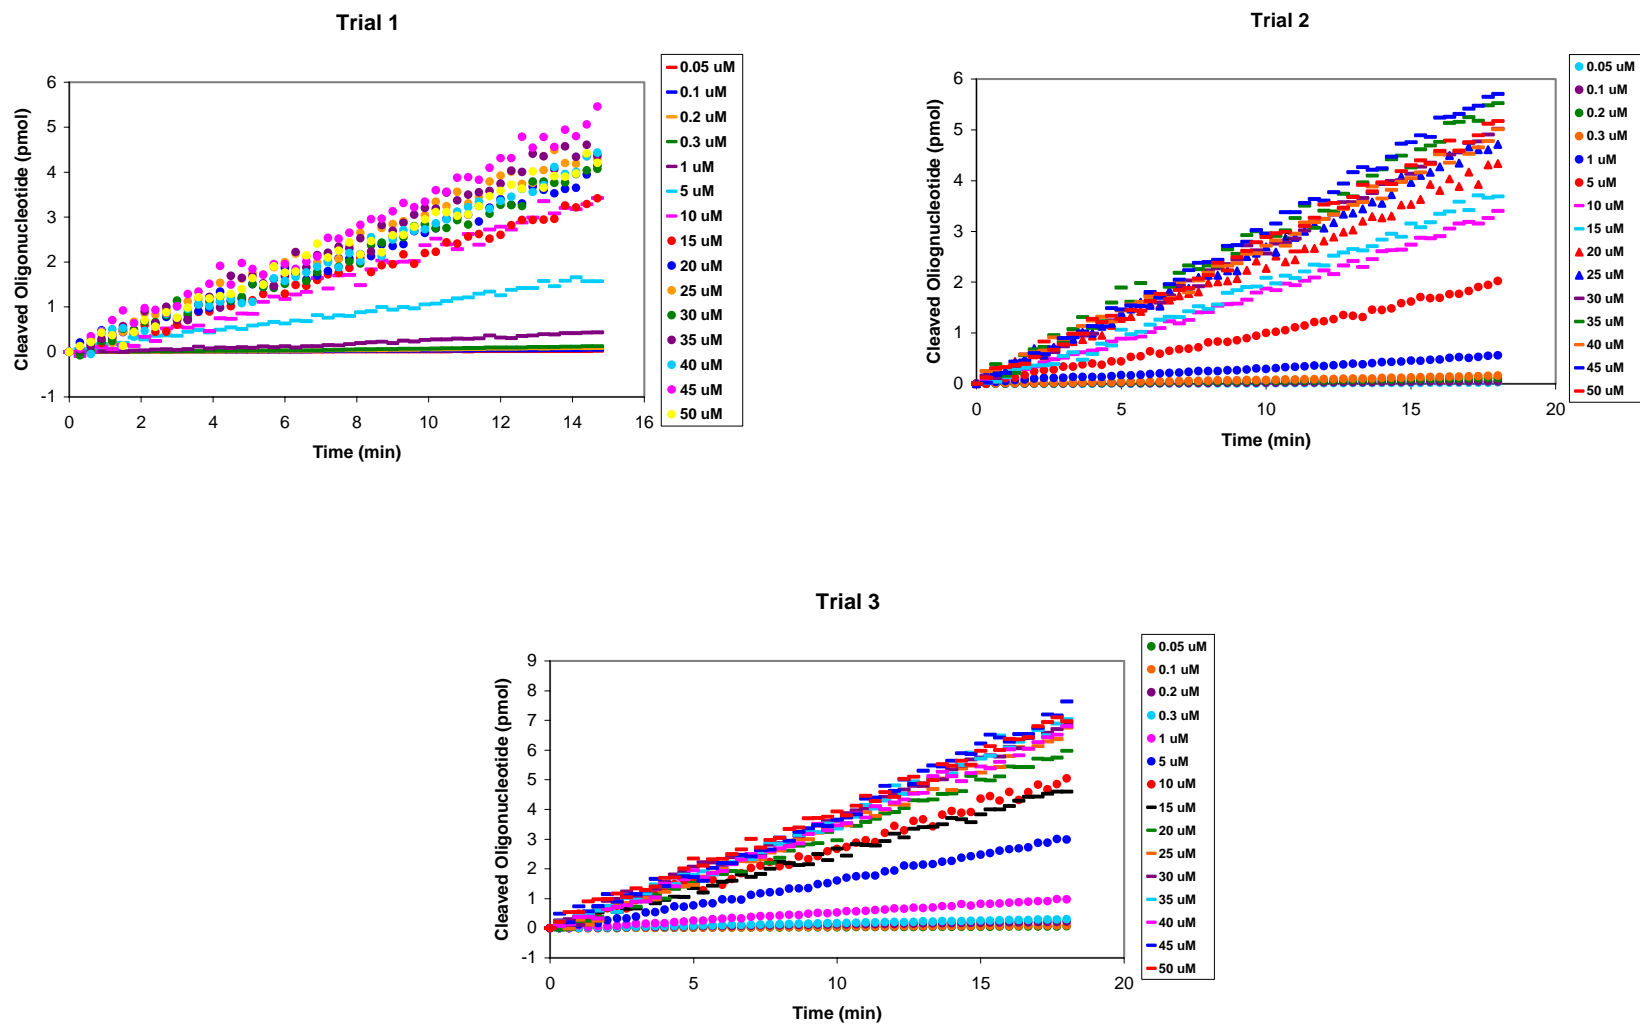 Trial 1
Cleaved Oligonucleotide (pmol)
6
5
4
3
2
1
0
-1
0 2 4 6 8 10 12 14 16
Time (min)
0.05 uM
0.1 uM
0.2 uM
0.3 uM
1 uM
5 uM
10 uM
15 uM
20 uM
25 uM
30 uM
35 uM
40 uM
45 uM
50 uM
Trial 2
Cleaved Oliognucleotide (pmol)
6
5
4
3
2
1
0
0 5 10 15 20
Time (min)
0.05 uM
0.1 uM
0.2 uM
0.3 uM
1 uM
5 uM
10 uM
15 uM
20 uM
25 uM
30 uM
35 uM
40 uM
45 uM
50 uM
Trial 3
Cleaved Oligonucleotide (pmol)
9
8
7
6
5
4
3
2
1
0
-1
0 5 10 15 20
Time (min)
0.05 uM
0.1 uM
0.2 uM
0.3 uM
1 uM
5 uM
10 uM
15 uM
20 uM
25 uM
30 uM
35 uM
40 uM
45 uM
50 uM